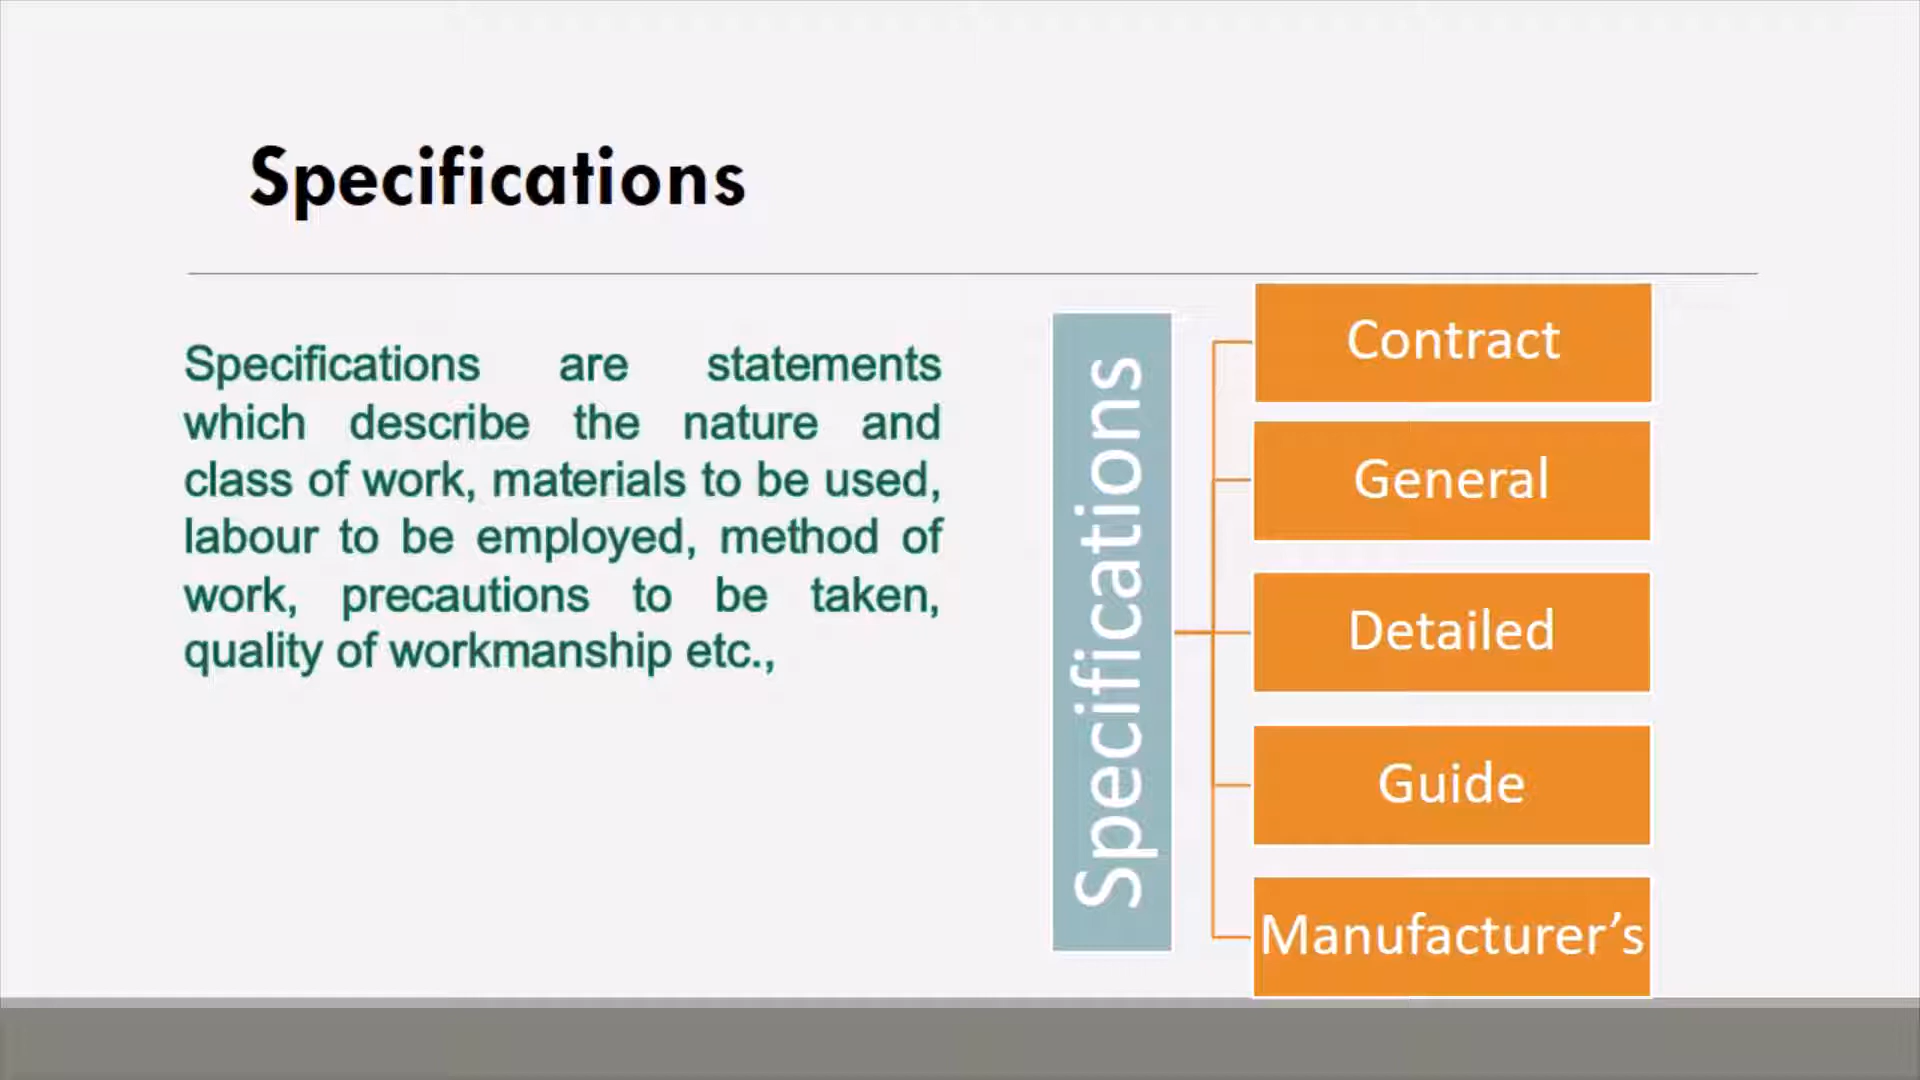 Specifications
Specifications are statements
which describe the nature and
class of work, materials to be used,
labour to be employed, method of
work, precautions to be taken,
quality of workmanship etc.,
Specifications
Contract
General
Detailed
Guide
Manufacturer’s